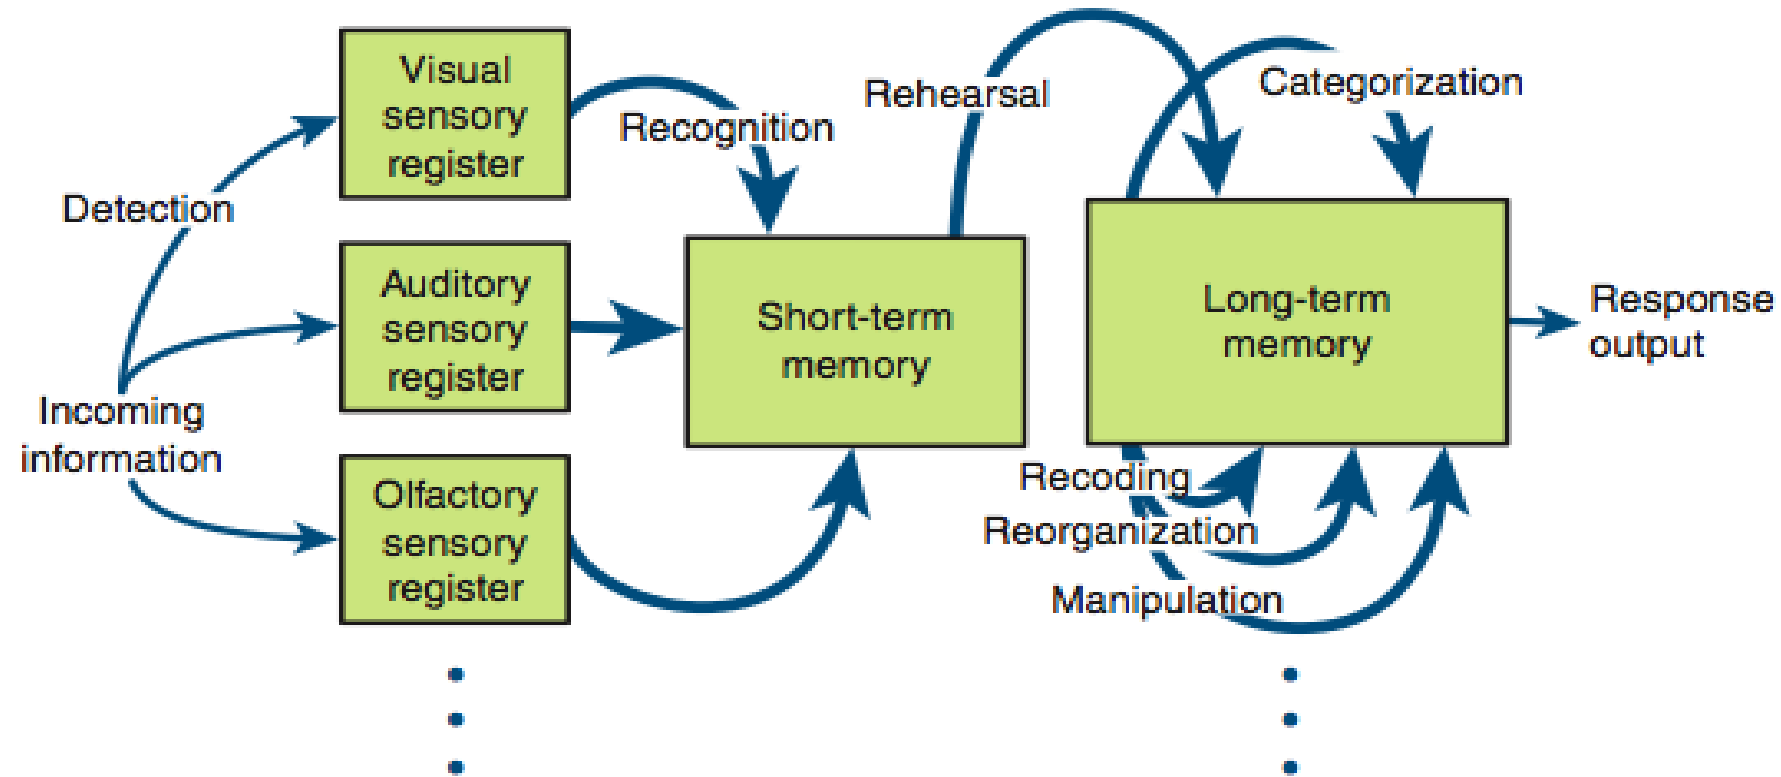 Visual
sensory
register
Recognition
Rehearsal
Categorization
Detection
Auditory
sensory
register
Short-term
memory
Long-term
memory
Response
output
Incoming
information
Olfactory
sensory
register
Recoding
Reorganization
Manipulation